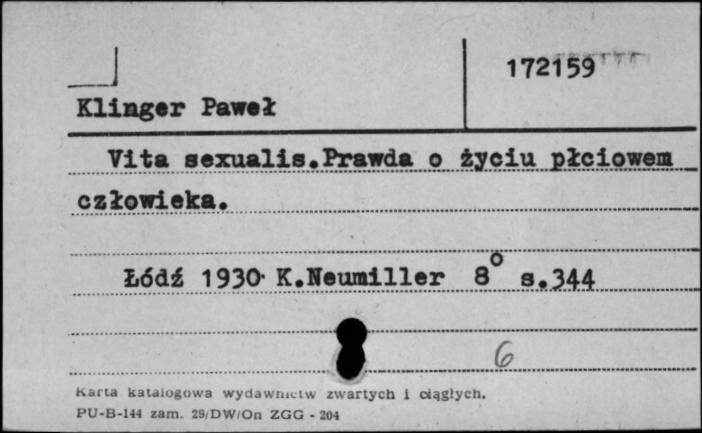 172159
Klinger Paweł
Vita sexualis.Prawda o życiu płciowem
człowieka.
Łódź 1930· K.Neumiller 8° s.344
6
Karta katalogowa wydawnictw zwartych i ciągłych.
PU-B-144 zam. 29/DW/On ZGG - 204